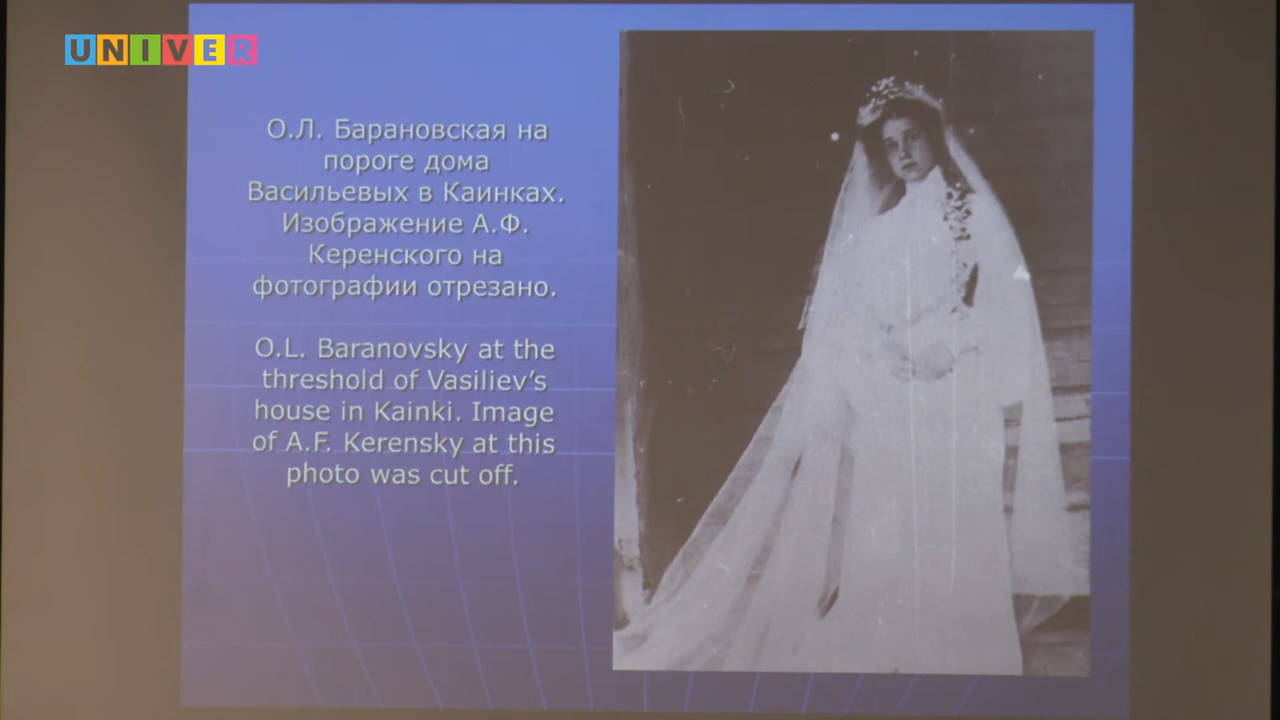 UNIVER
О.Л. Барановская на
пороге дома
Васильевых в Каинках.
Изображение А.Ф.
Керенского на
фотографии отрезано.
O.L. Baranovsky at the
threshold of Vasiliev's
house in Kainki. Image
of A.F. Kerensky at this
photo was cut off.